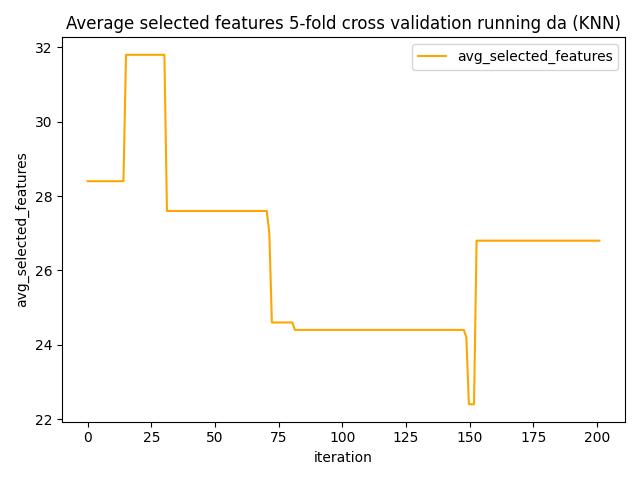 Average selected features 5-fold cross validation running da (KNN)
avg_selected_features
avg_selected_features
32
30
28
26
24
22
0 25 50 75 100 125 150 175 200
iteration